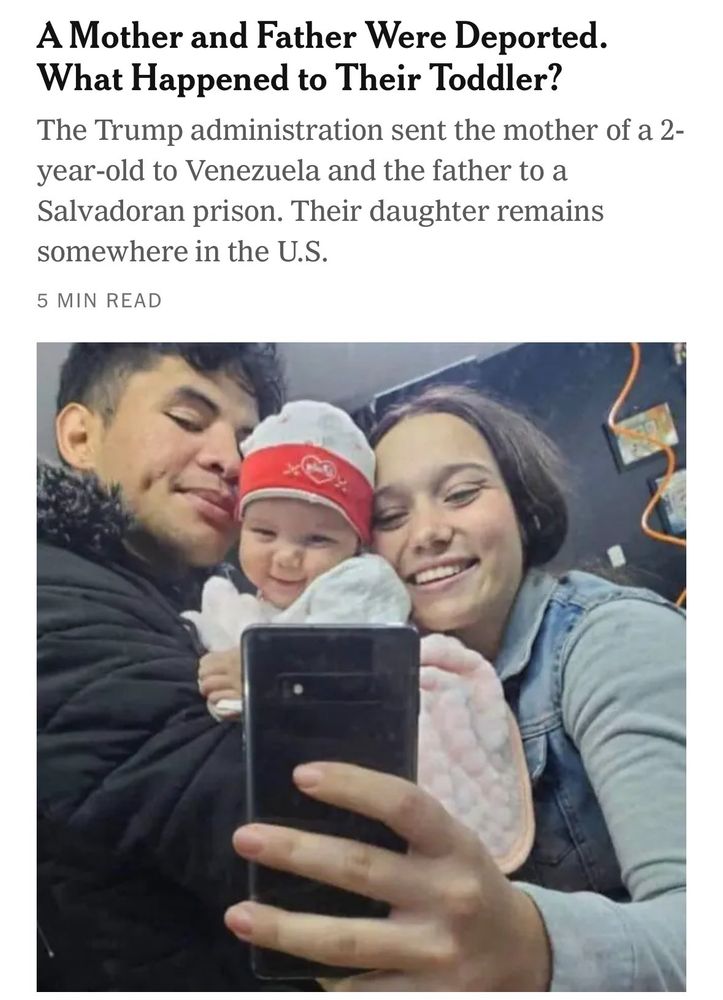 A Mother and Father Were Deported.
What Happened to Their Toddler?
The Trump administration sent the mother of a 2-
year-old to Venezuela and the father to a
Salvadoran prison. Their daughter remains
somewhere in the U.S.
5 MIN READ